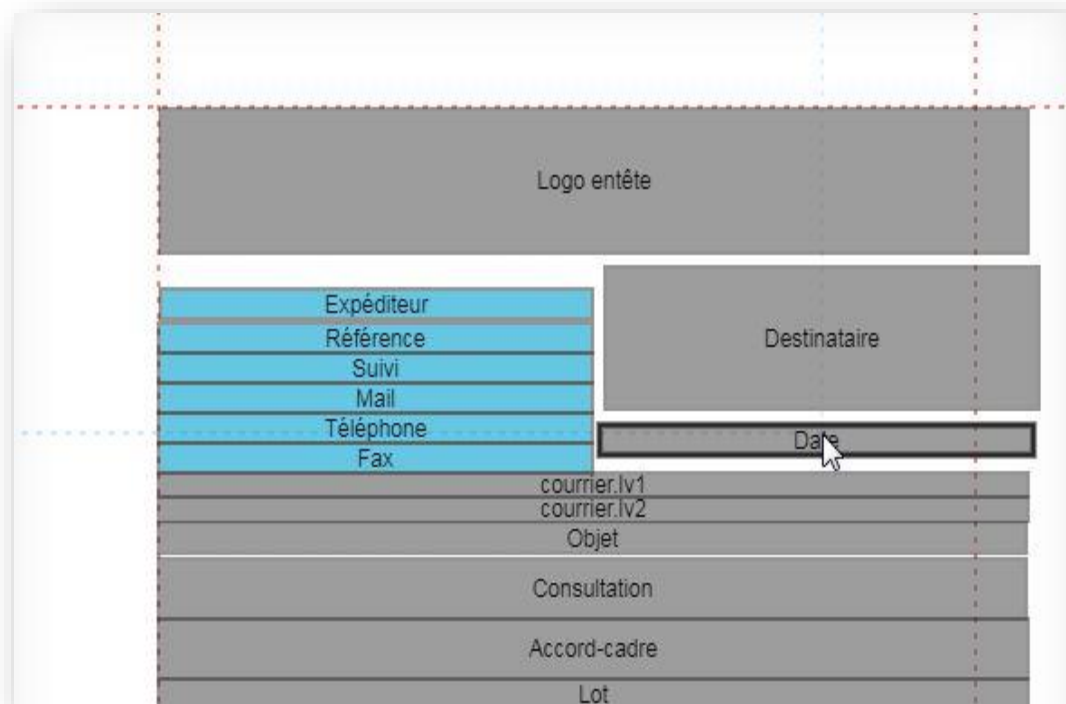 Logo entête
Expéditeur
Référence
Suivi
Mail
Téléphone
Fax
Destinataire
Date
courrier.lv1
courrier.lv2
Objet
Consultation
Accord-cadre
Lot